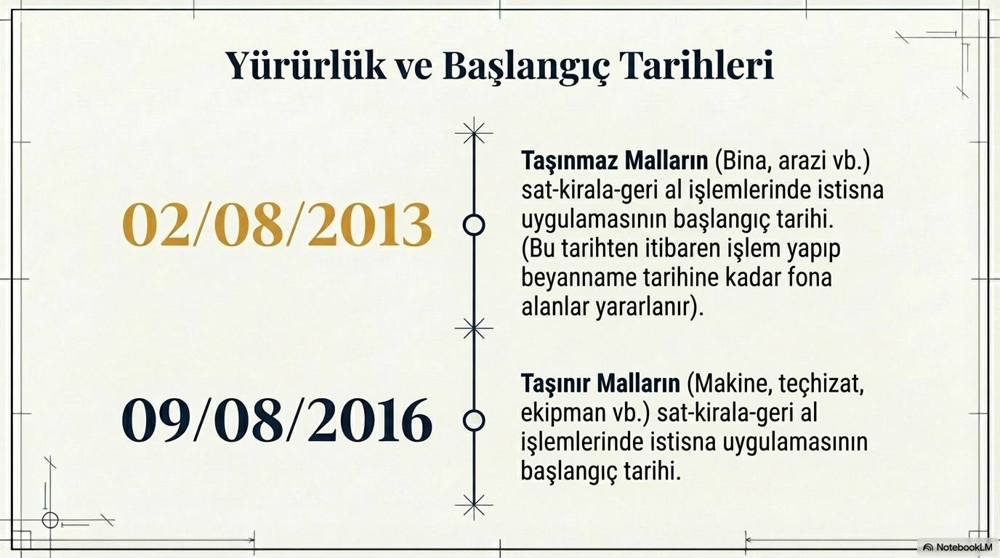 Yürürlük ve Başlangıç Tarihleri
02/08/2013
Taşınmaz Malların (Bina, arazi vb.)
sat-kirala-geri al işlemlerinde istisna
uygulamasının başlangıç tarihi.
(Bu tarihten itibaren işlem yapıp
beyanname tarihine kadar fona
alanlar yararlanır).
09/08/2016
Taşınır Malların (Makine, teçhizat,
ekipman vb.) sat-kirala-geri al
işlemlerinde istisna uygulamasının
başlangıç tarihi.
NotebookLM